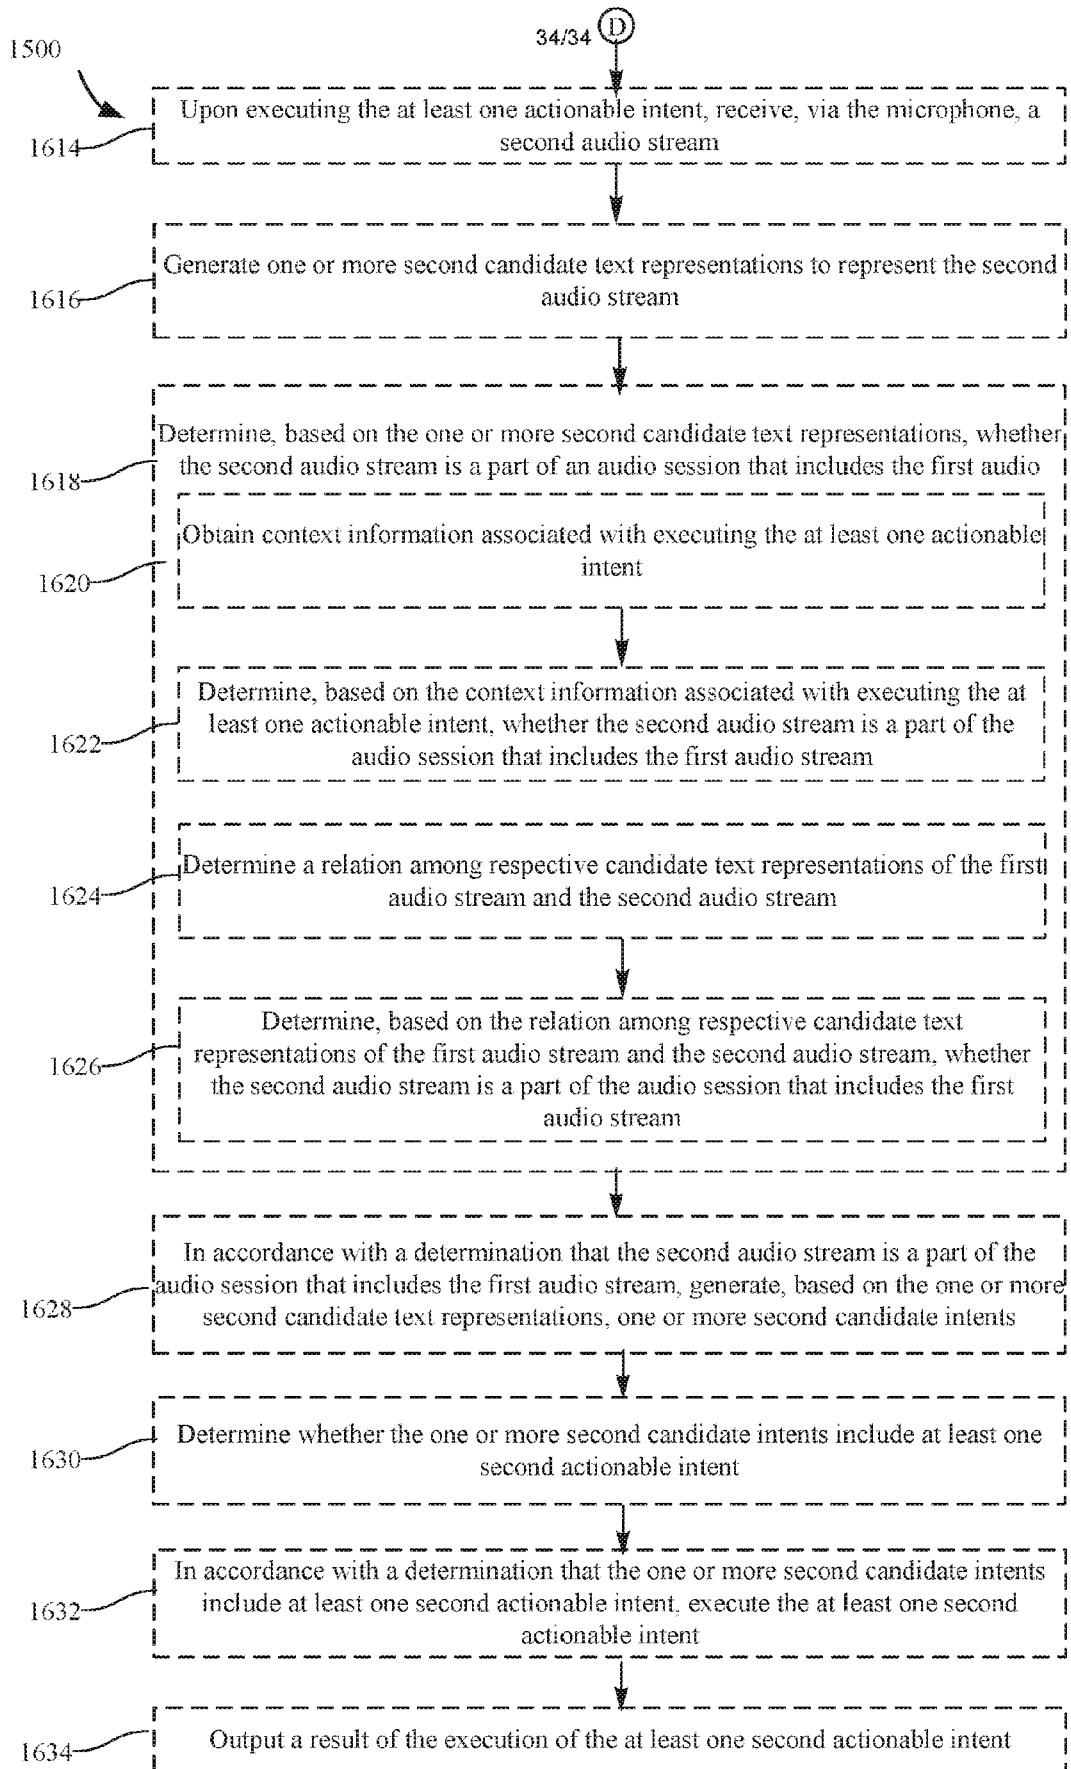 34/34 D
1500
Upon executing the at least one actionable intent, receive, via the microphone, a
second audio stream
1614
Generate one or more second candidate text representations to represent the second
audio stream
1616
Determine, based on the one or more second candidate text representations, whether
the second audio stream is a part of an audio session that includes the first audio
1618
Obtain context information associated with executing the at least one actionable
intent
1620
Determine, based on the context information associated with executing the at
least one actionable intent, whether the second audio stream is a part of the
audio session that includes the first audio stream
1622
Determine a relation among respective candidate text representations of the first
audio stream and the second audio stream
1624
Determine, based on the relation among respective candidate text
representations of the first audio stream and the second audio stream, whether
the second audio stream is a part of the audio session that includes the first
audio stream
1626
In accordance with a determination that the second audio stream is a part of the
audio session that includes the first audio stream, generate, based on the one or more
second candidate text representations, one or more second candidate intents
1628
Determine whether the one or more second candidate intents include at least one
second actionable intent
1630
In accordance with a determination that the one or more second candidate intents
include at least one second actionable intent, execute the at least one second
actionable intent
1632
Output a result of the execution of the at least one second actionable intent
1634